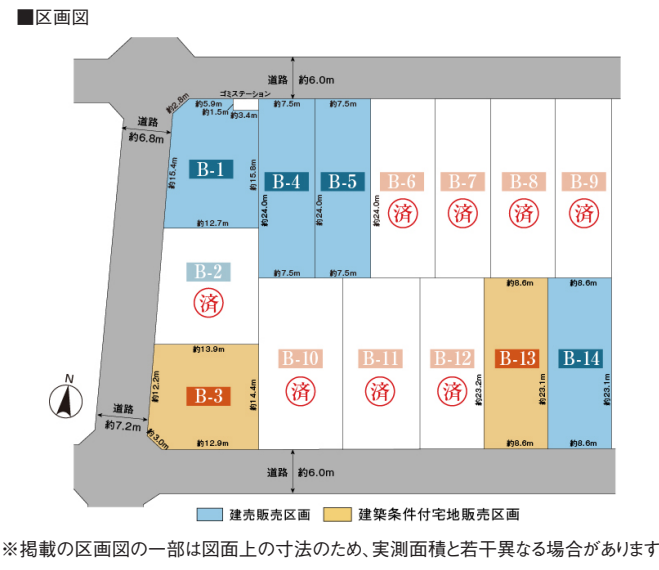 ■区画図
道路 約6.0m
ゴミステーション
約2.8m
約5.9m
約1.5m
約3.4m
約7.5m
約7.5m
道路
約6.8m
約15.4m
B-1
約15.8m
B-4
B-5
B-6
済
B-7
済
B-8
済
B-9
済
約24.0m
約24.0m
約24.0m
約12.7m
B-2
済
約7.5m
約7.5m
約8.6m
約8.6m
約13.9m
B-10
済
B-11
済
B-12
済
B-13
B-14
N
約12.2m
B-3
約14.4m
約23.2m
約23.1m
約23.1m
道路
約7.2m
約3.0m
約12.9m
約8.6m
約8.6m
道路 約6.0m
建売販売区画
建築条件付宅地販売区画
※掲載の区画図の一部は図面上の寸法のため、実測面積と若干異なる場合があります